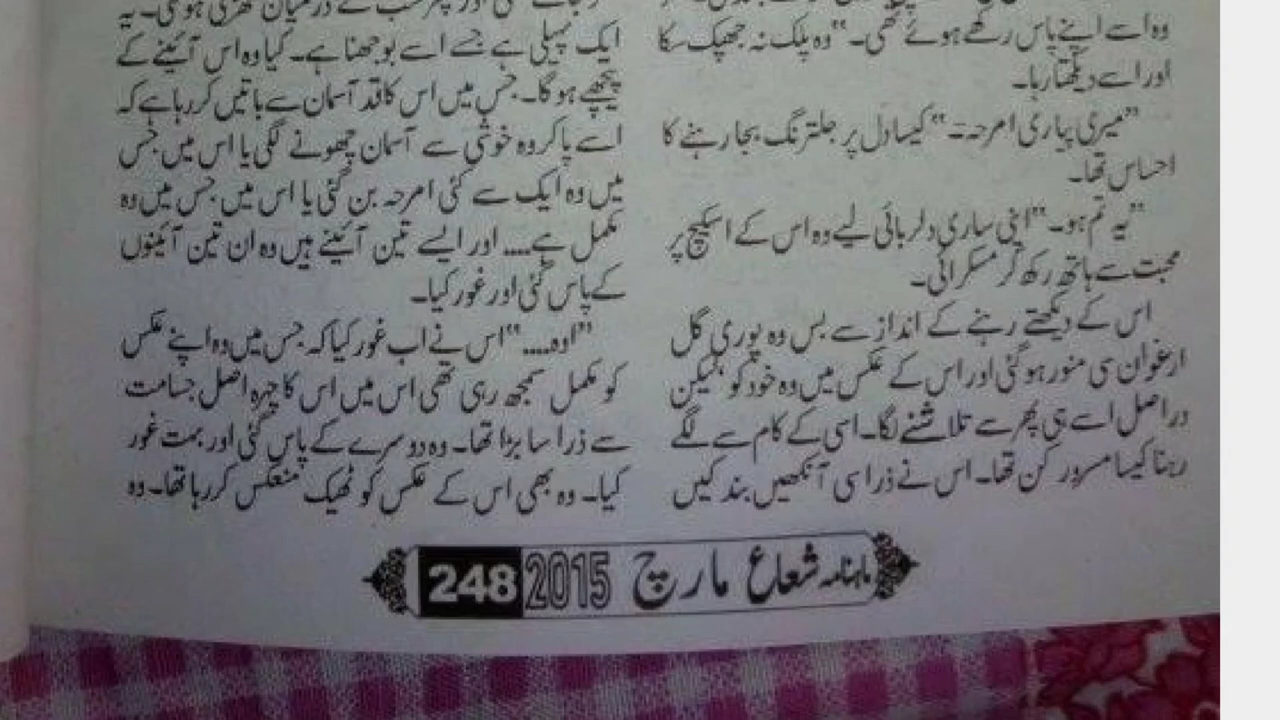 وہ اسے اپنے پاس رکھے ہوئے تھی۔“ وہ پلک نہ جھپک سکا
اور اسے دیکھتا رہا۔
”میری پیاری امرحہ۔“ کیسا دل پر جلترنگ بجا رہنے کا
احساس تھا۔
”یہ تم ہو۔“ اپنی ساری دلربائی لیے وہ اس کے اسکیچ پر
محبت سے ہاتھ رکھ کر مسکرائی۔
اس کے دیکھتے رہنے کے انداز سے بس وہ پوری گل
ارغوان سی منور ہوگئی اور اس کے عکس میں وہ خود کو‘ لیکن
دراصل اسے ہی پھر سے تلاشنے لگا۔ اسی کے کام سے لگے
رہنا کیسا مسرور کن تھا۔ اس نے ذرا سی آنکھیں بند کیں
درمیان کھڑی ہوگئی۔ یہ
ایک پہیلی ہے جسے اسے بوجھنا ہے۔ کیا وہ اس آئینے کے
پیچھے ہوگا۔ جس میں اس کا قد آسمان سے باتیں کر رہا ہے کہ
اسے پا کر وہ خوشی سے آسمان چھونے لگی یا اس میں جس
میں وہ ایک سے کئی امرحہ بن گئی یا اس میں جس میں وہ
مکمل ہے.... اور ایسے تین آئینے ہیں وہ ان تین آئینوں
کے پاس گئی اور غور کیا۔
”اوہ....“ اس نے اب غور کیا کہ جس میں وہ اپنے عکس
کو مکمل سمجھ رہی تھی اس میں اس کا چہرہ اصل جسامت
سے ذرا سا بڑا تھا۔ وہ دوسرے کے پاس گئی اور بہت غور
کیا۔ وہ بھی اس کے عکس کو ٹھیک منعکس کر رہا تھا۔ وہ
ماہنامہ شعاع مارچ 2015 248